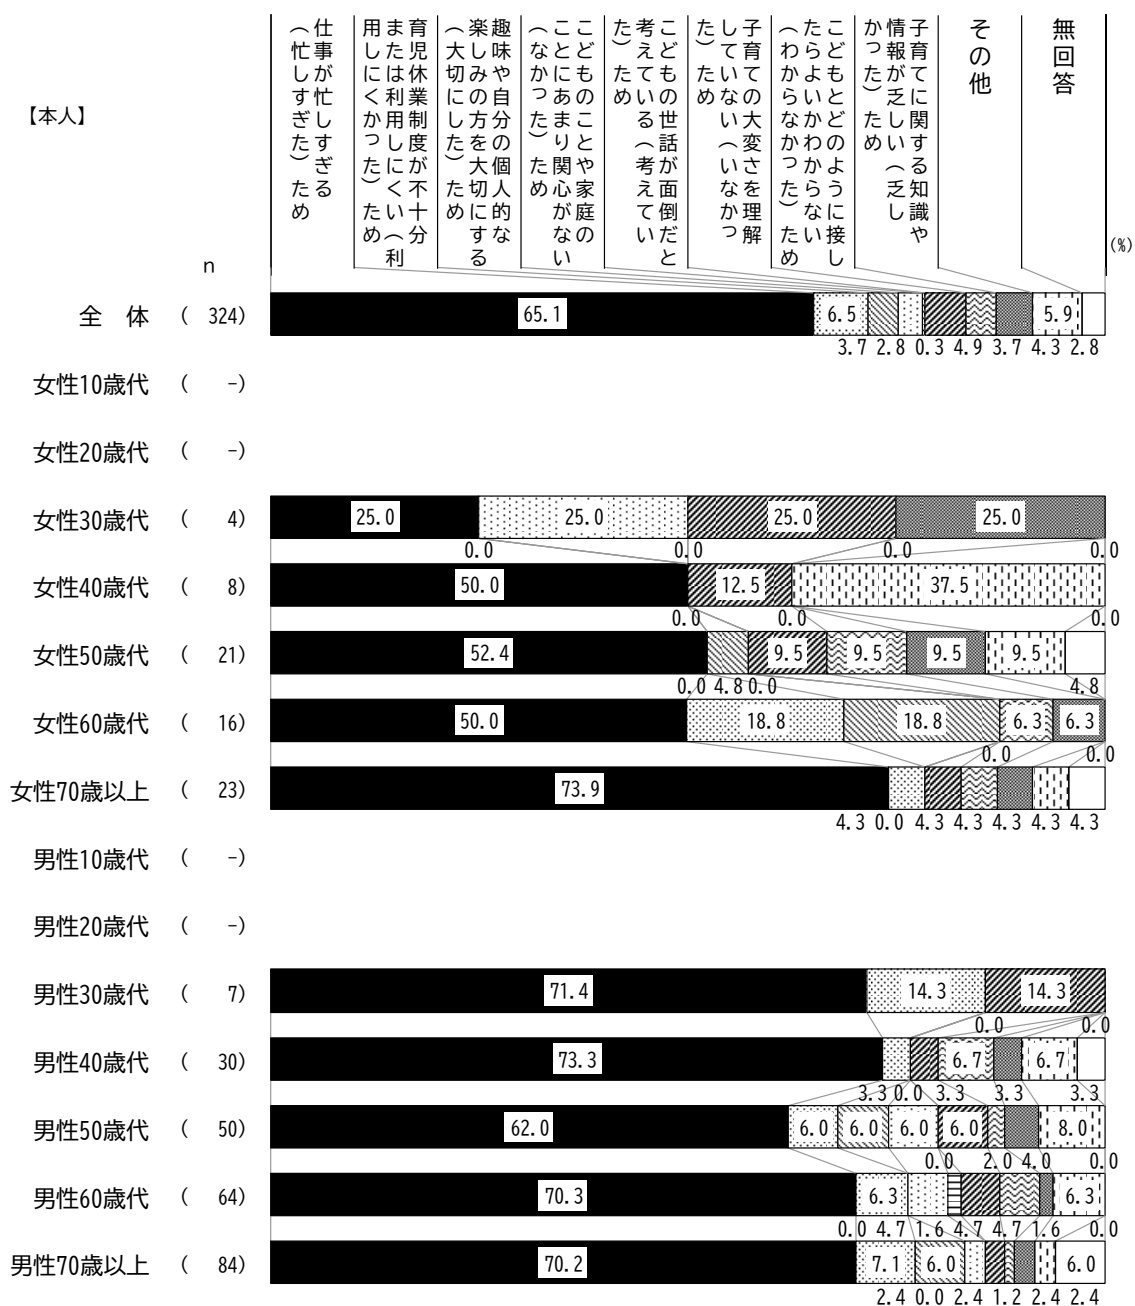 【本人】
仕事が忙しすぎる
（忙しすぎた）ため
育児休業制度が不十分
または利用しにくい（利
用しにくかった）ため
趣味や自分の個人的な
楽しみの方を大切にする
（大切にした）ため
こどものことや家庭の
ことにあまり関心がない
（なかった）ため
こどもの世話が面倒だと
考えている（考えてい
た）ため
子育ての大変さを理解
していない（いなかっ
た）ため
こどもとどのように接し
たらよいかわからない
（わからなかった）ため
子育てに関する知識や
情報が乏しい（乏し
かった）ため
その他
無回答
(%)
n
全　体 ( 324) 65.1 6.5 5.9
3.7 2.8 0.3 4.9 3.7 4.3 2.8
女性10歳代 ( -)
女性20歳代 ( -)
女性30歳代 ( 4) 25.0 25.0 25.0 25.0
0.0 0.0 0.0 0.0
女性40歳代 ( 8) 50.0 12.5 37.5
0.0 0.0 0.0
女性50歳代 ( 21) 52.4 9.5 9.5 9.5 9.5
0.0 4.8 0.0 4.8
女性60歳代 ( 16) 50.0 18.8 18.8 6.3 6.3
0.0 0.0
女性70歳以上 ( 23) 73.9
4.3 0.0 4.3 4.3 4.3 4.3 4.3
男性10歳代 ( -)
男性20歳代 ( -)
男性30歳代 ( 7) 71.4 14.3 14.3
0.0 0.0
男性40歳代 ( 30) 73.3 6.7 6.7
3.3 0.0 3.3 3.3 3.3
男性50歳代 ( 50) 62.0 6.0 6.0 6.0 6.0 8.0
0.0 2.0 4.0 0.0
男性60歳代 ( 64) 70.3 6.3 6.3
0.0 4.7 1.6 4.7 4.7 1.6 0.0
男性70歳以上 ( 84) 70.2 7.1 6.0 6.0
2.4 0.0 2.4 1.2 2.4 2.4